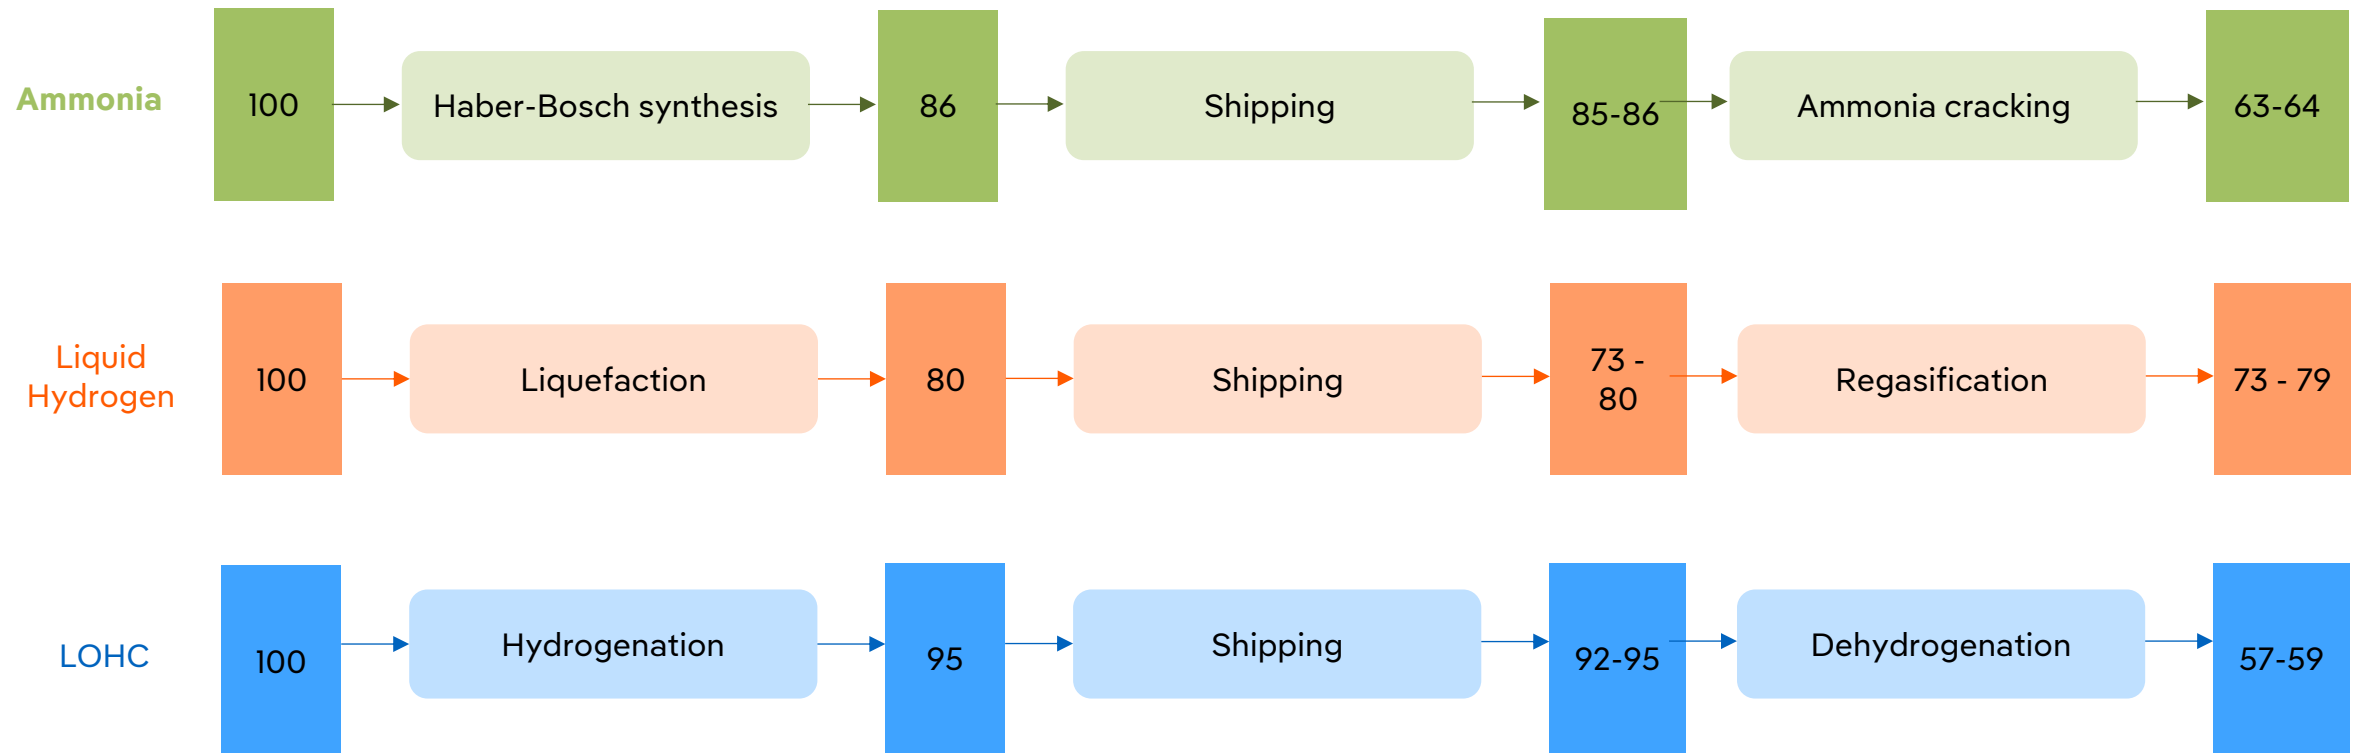 Ammonia
100
Haber-Bosch synthesis
86
Shipping
85-86
Ammonia cracking
63-64
Liquid
Hydrogen
100
Liquefaction
80
Shipping
73 -
80
Regasification
73 - 79
LOHC
100
Hydrogenation
95
Shipping
92-95
Dehydrogenation
57-59